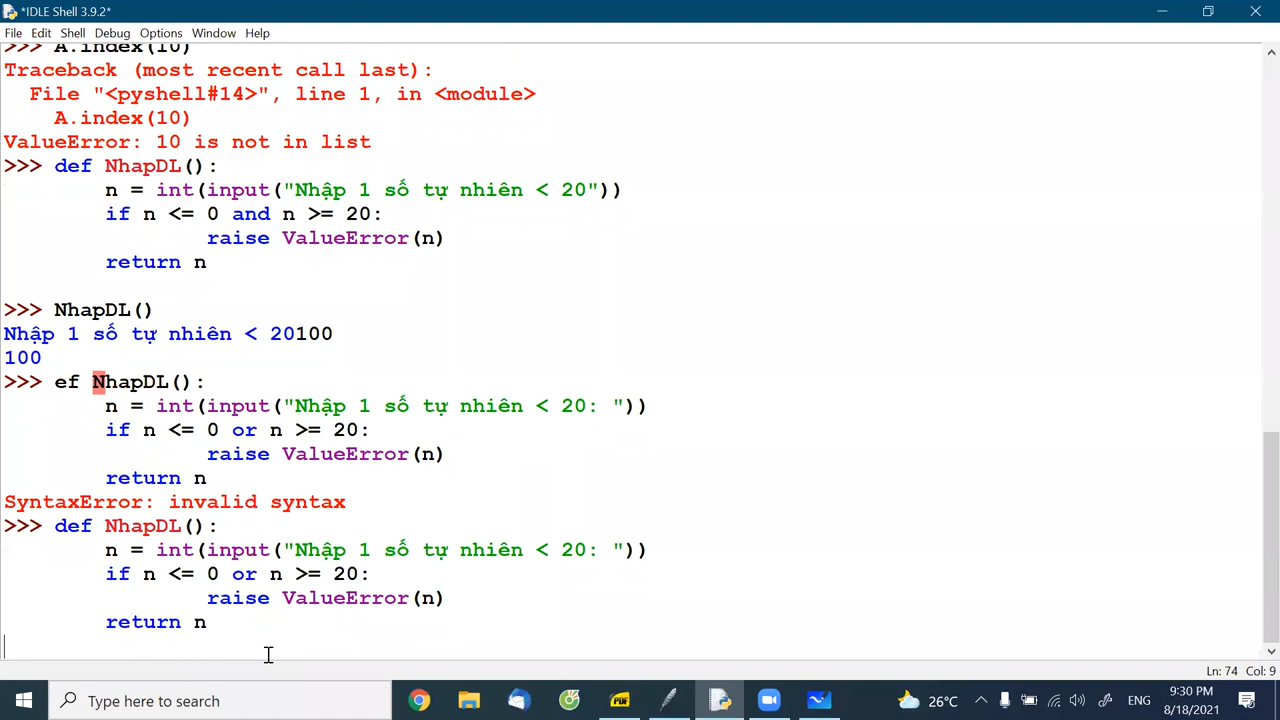 *IDLE Shell 3.9.2*
File Edit Shell Debug Options Window Help
>>> A.index(10)
Traceback (most recent call last):
  File "<pyshell#14>", line 1, in <module>
    A.index(10)
ValueError: 10 is not in list
>>> def NhapDL():
        n = int(input("Nhập 1 số tự nhiên < 20"))
        if n <= 0 and n >= 20:
                raise ValueError(n)
        return n
>>> NhapDL()
Nhập 1 số tự nhiên < 20100
100
>>> ef NhapDL():
        n = int(input("Nhập 1 số tự nhiên < 20: "))
        if n <= 0 or n >= 20:
                raise ValueError(n)
        return n
SyntaxError: invalid syntax
>>> def NhapDL():
        n = int(input("Nhập 1 số tự nhiên < 20: "))
        if n <= 0 or n >= 20:
                raise ValueError(n)
        return n
Ln: 74 Col: 9
Type here to search
PDF
26°C
ENG
9:30 PM
8/18/2021